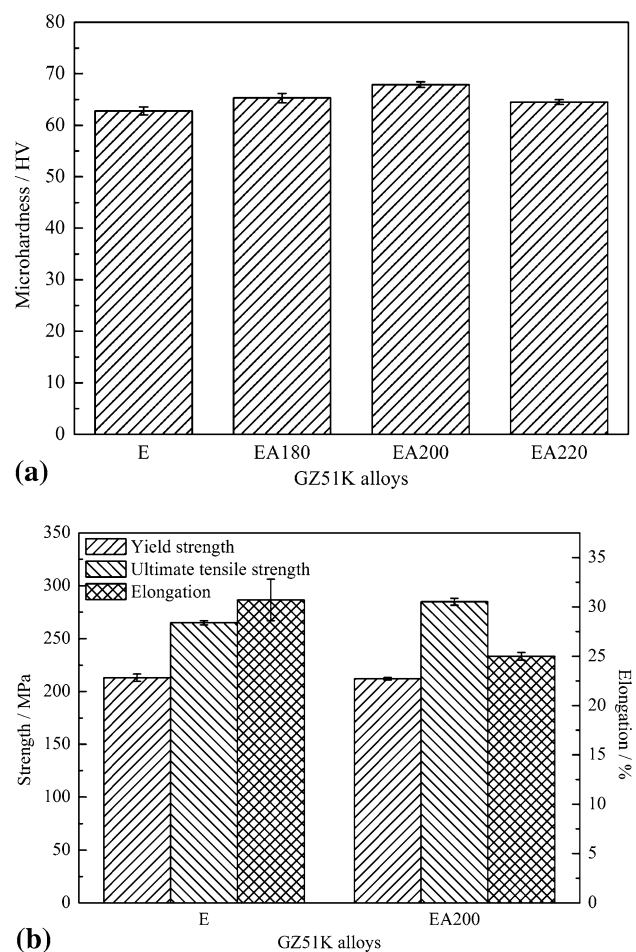 80
70
60
50
40
30
20
10
0
Microhardness / HV
E EA180 EA200 EA220
GZ51K alloys
(a)
350
300
250
200
150
100
50
0
Strength / MPa
Yield strength
Ultimate tensile strength
Elongation
35
30
25
20
15
10
5
0
Elongation / %
E EA200
GZ51K alloys
(b)